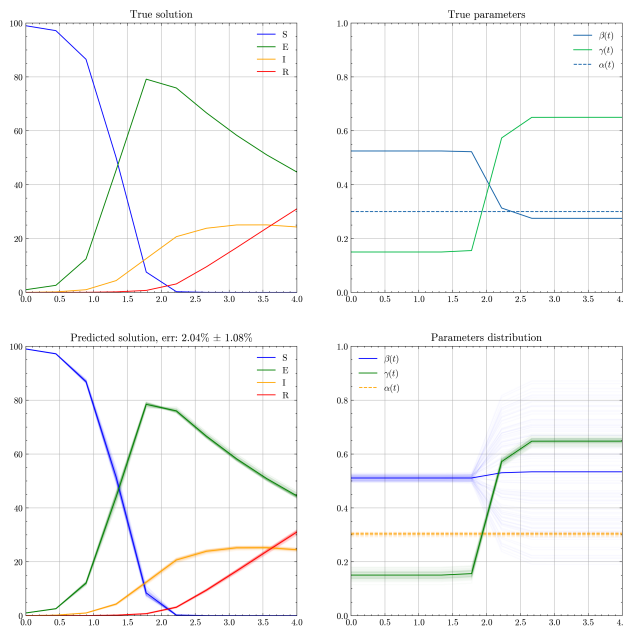 True solution
100
80
60
40
20
0
0.0 0.5 1.0 1.5 2.0 2.5 3.0 3.5 4.0
S
E
I
R
True parameters
1.0
0.8
0.6
0.4
0.2
0.0
0.0 0.5 1.0 1.5 2.0 2.5 3.0 3.5 4.
β(t)
γ(t)
α(t)
Predicted solution, err: 2.04% ± 1.08%
100
80
60
40
20
0
0.0 0.5 1.0 1.5 2.0 2.5 3.0 3.5 4.0
S
E
I
R
Parameters distribution
1.0
0.8
0.6
0.4
0.2
0.0
0.0 0.5 1.0 1.5 2.0 2.5 3.0 3.5 4.
β(t)
γ(t)
α(t)